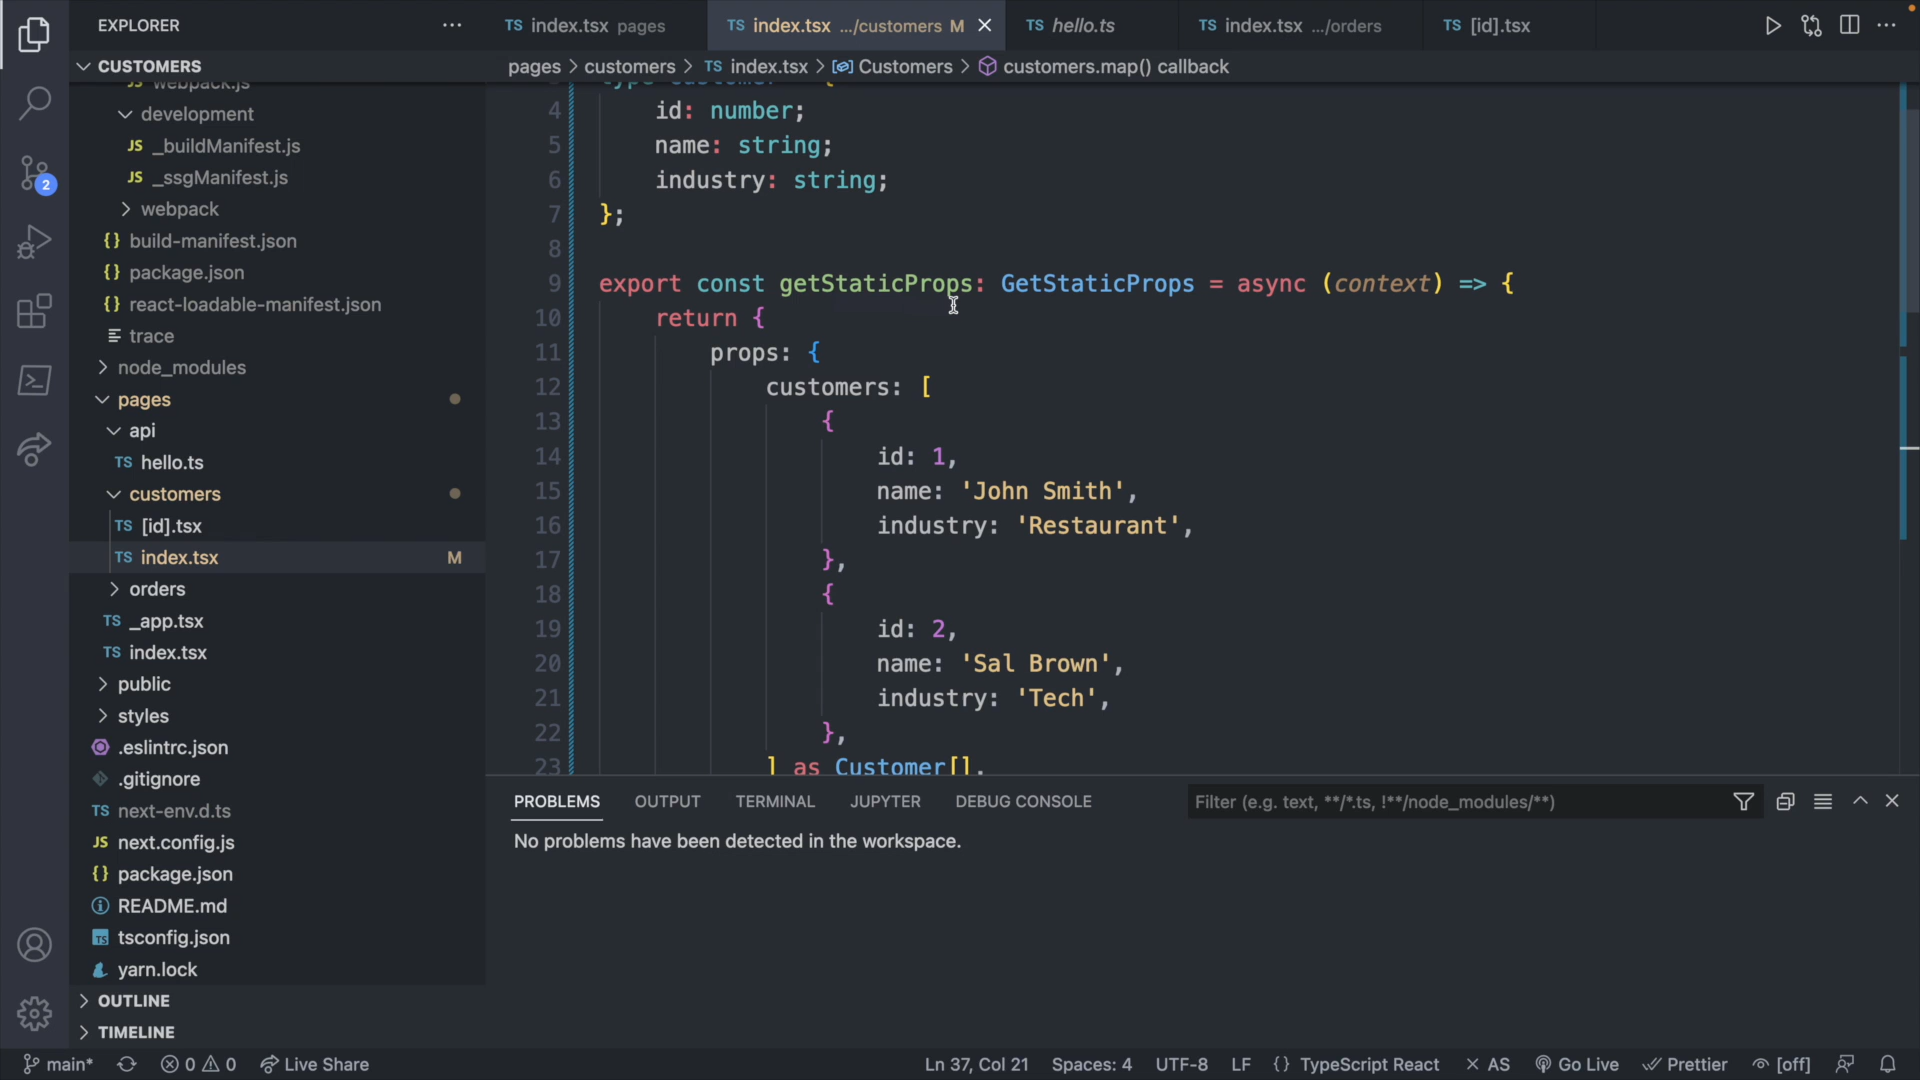 EXPLORER
CUSTOMERS
webpack.js
development
JS _buildManifest.js
JS _ssgManifest.js
webpack
{} build-manifest.json
{} package.json
{} react-loadable-manifest.json
trace
node_modules
pages
api
TS hello.ts
customers
TS [id].tsx
TS index.tsx M
orders
TS _app.tsx
TS index.tsx
public
styles
.eslintrc.json
.gitignore
TS next-env.d.ts
JS next.config.js
{} package.json
README.md
TS tsconfig.json
yarn.lock
OUTLINE
TIMELINE
2
TS index.tsx pages
TS index.tsx .../customers M
TS hello.ts
TS index.tsx .../orders
TS [id].tsx
pages > customers > TS index.tsx > Customers > customers.map() callback
4 id: number;
5 name: string;
6 industry: string;
7 };
8
9 export const getStaticProps: GetStaticProps = async (context) => {
10 return {
11 props: {
12 customers: [
13 {
14 id: 1,
15 name: 'John Smith',
16 industry: 'Restaurant',
17 },
18 {
19 id: 2,
20 name: 'Sal Brown',
21 industry: 'Tech',
22 },
23 ] as Customer[],
PROBLEMS OUTPUT TERMINAL JUPYTER DEBUG CONSOLE
Filter (e.g. text, **/*.ts, !**/node_modules/**)
No problems have been detected in the workspace.
main* 0 0 Live Share Ln 37, Col 21 Spaces: 4 UTF-8 LF {} TypeScript React × AS Go Live Prettier [off]